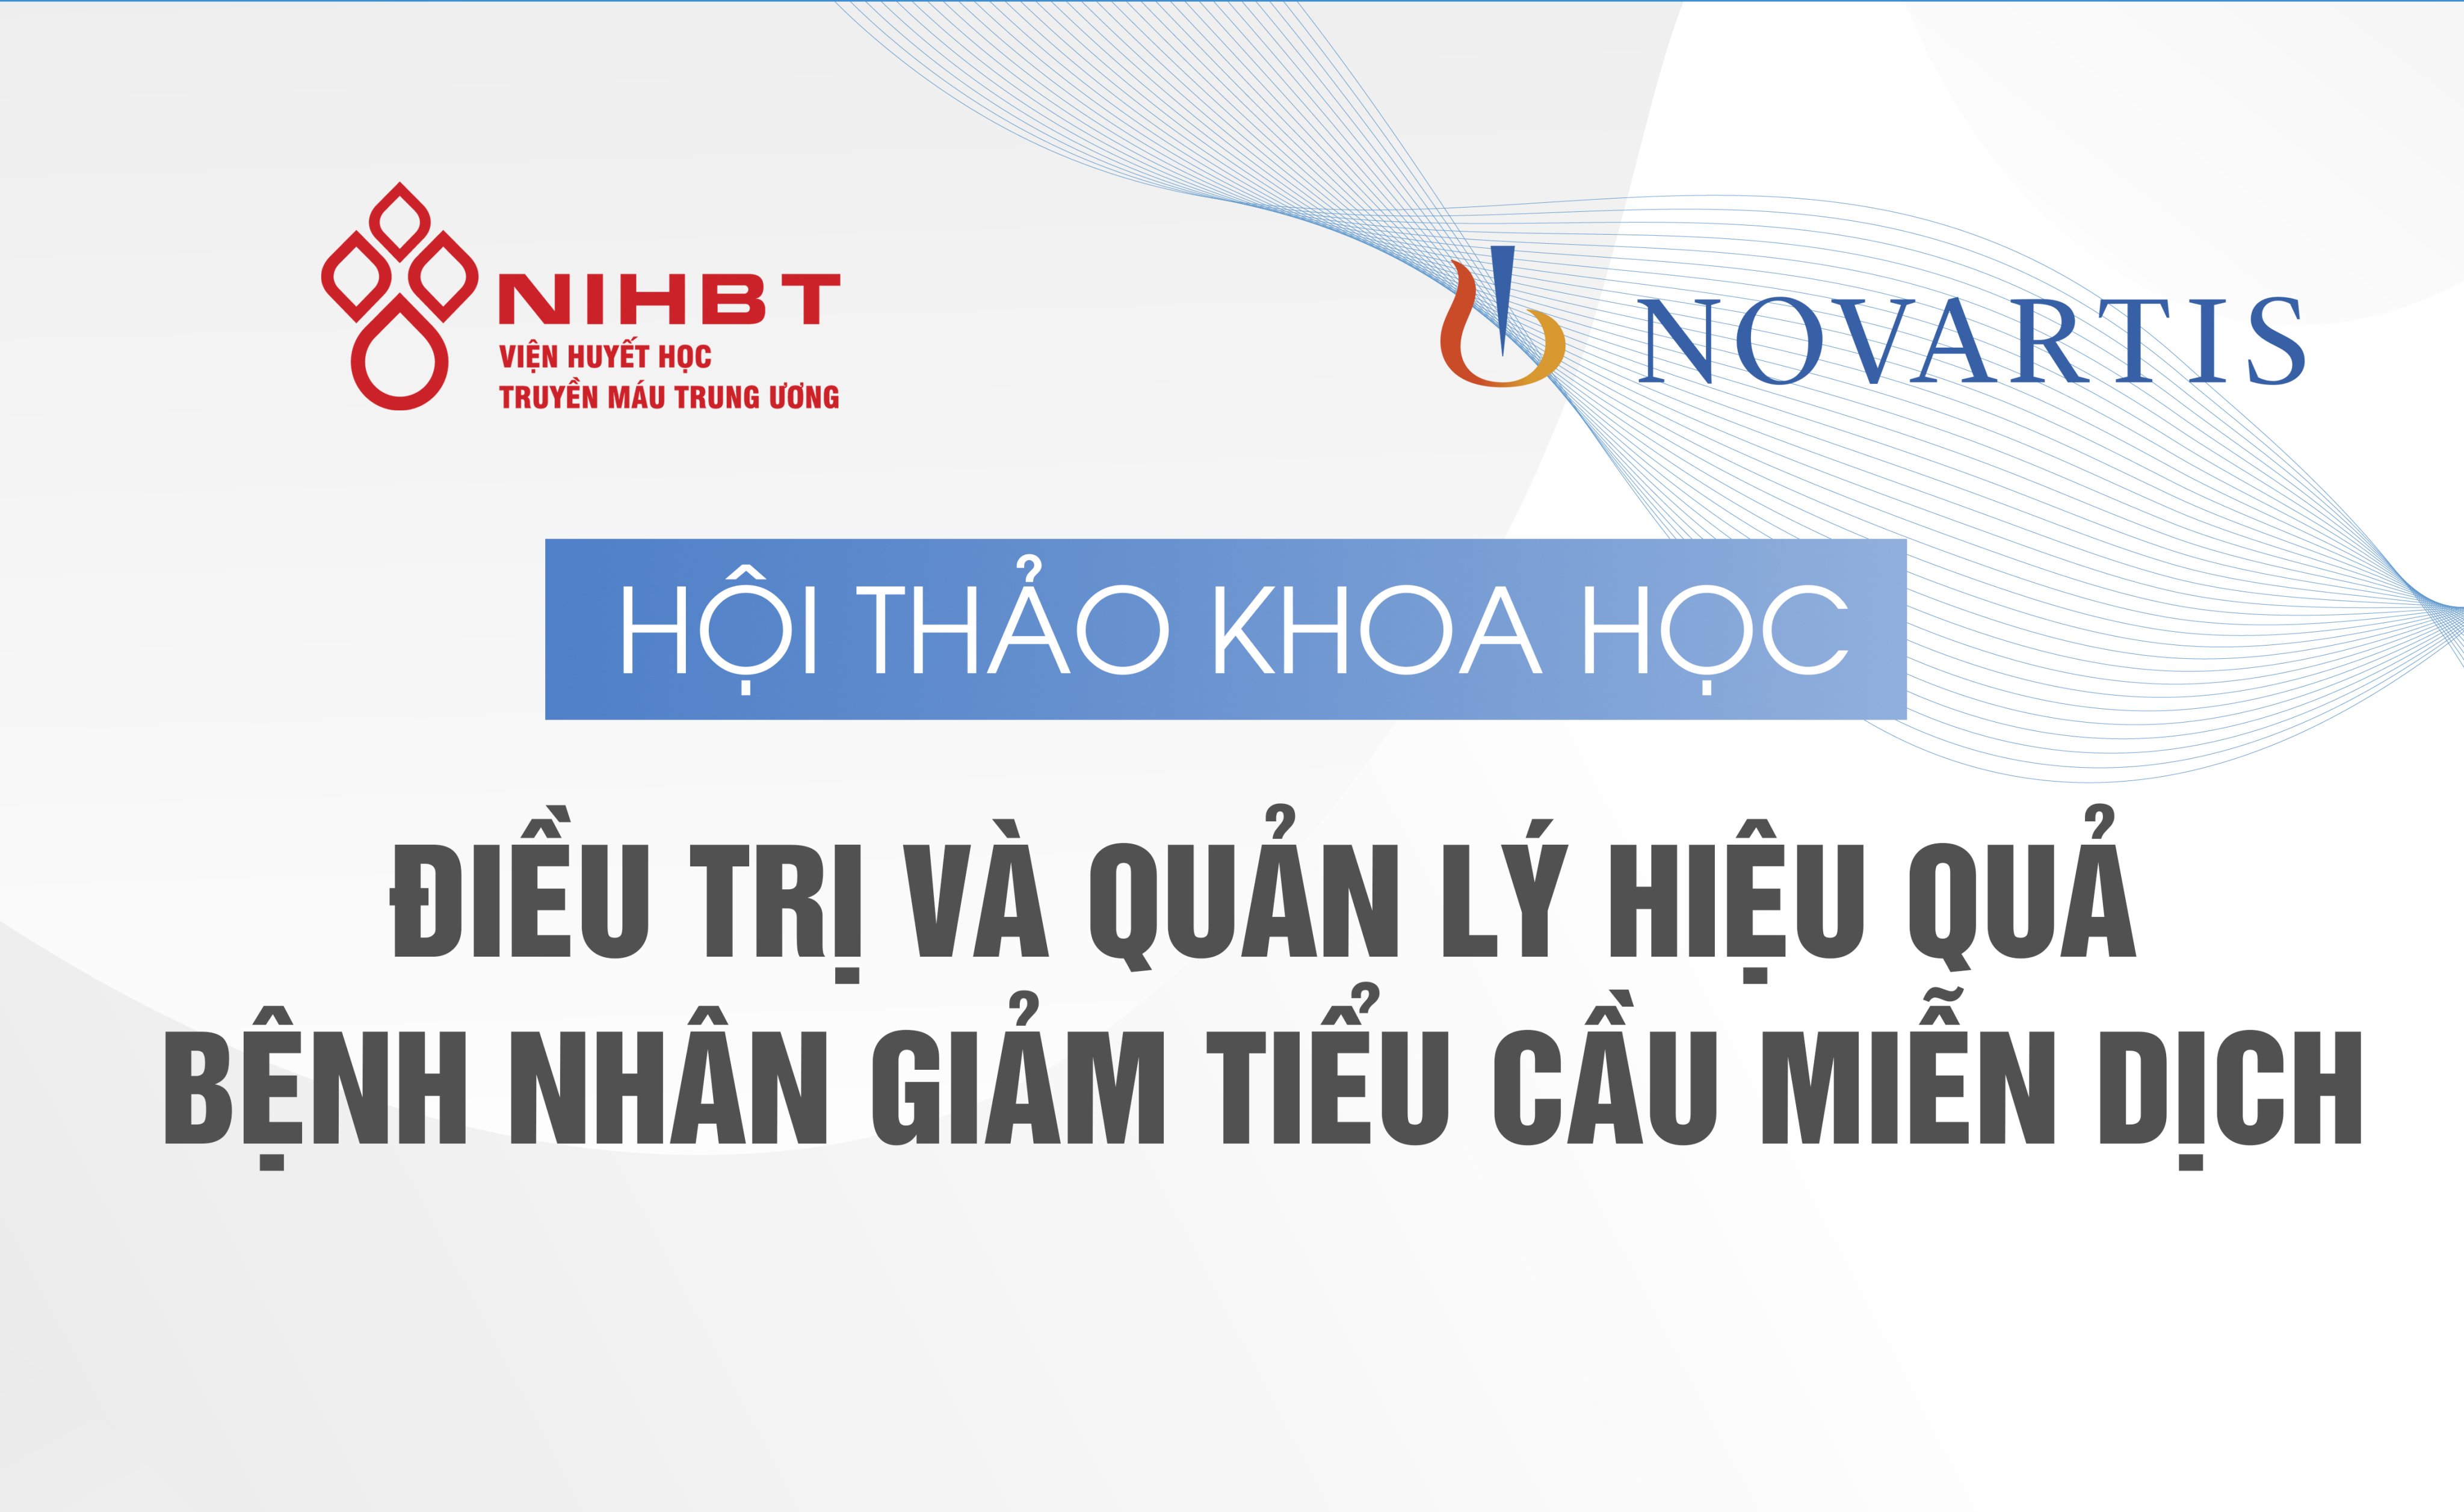 NIHBT
VIỆN HUYẾT HỌC
TRUYỀN MÁU TRUNG ƯƠNG
NOVARTIS
HỘI THẢO KHOA HỌC
ĐIỀU TRỊ VÀ QUẢN LÝ HIỆU QUẢ
BỆNH NHÂN GIẢM TIỂU CẦU MIỄN DỊCH